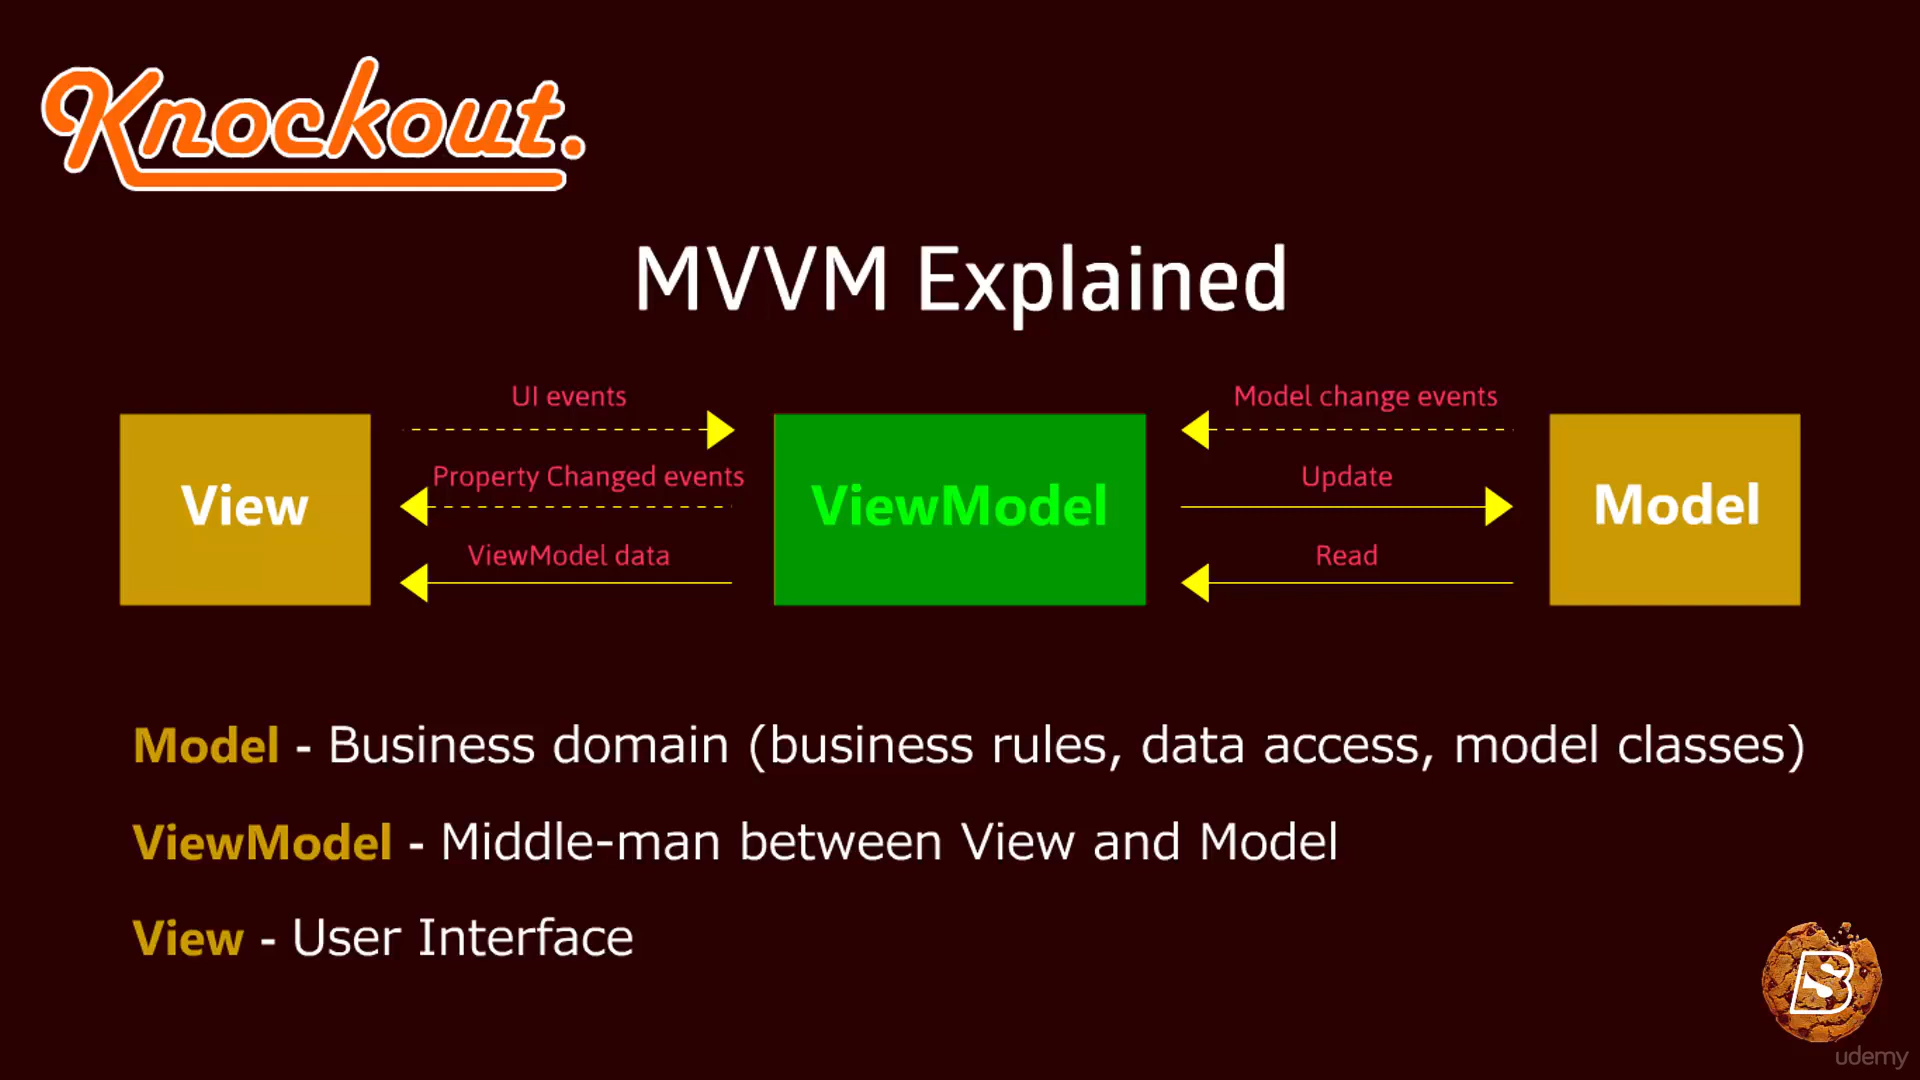 Knockout.
MVVM Explained
UI events
Model change events
Property Changed events
Update
View
ViewModel
Model
ViewModel data
Read
Model - Business domain (business rules, data access, model classes)
ViewModel - Middle-man between View and Model
View - User Interface
B
udemy